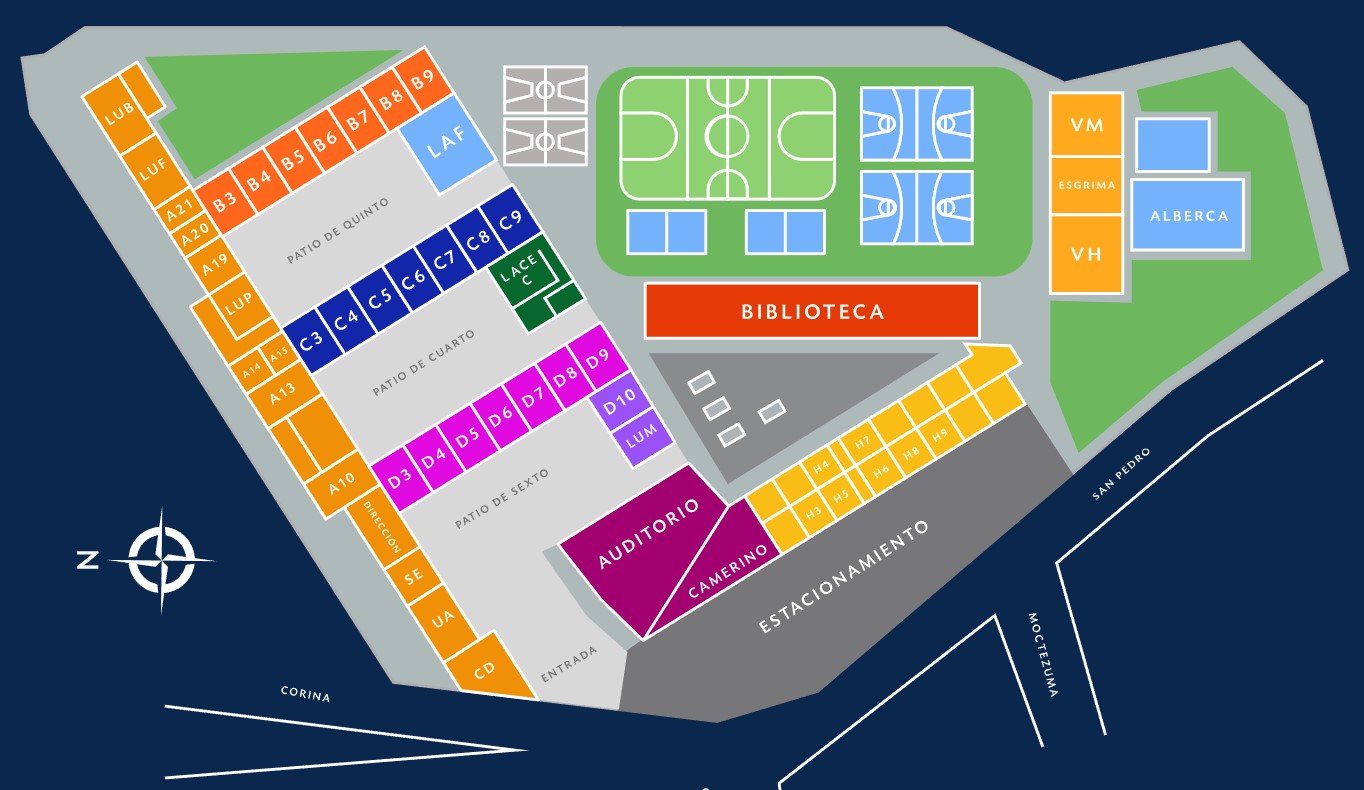 LUB
LUF
A21
A20
A19
LUP
A14
A15
A13
A10
DIRECCIÓN
SE
UA
CD
B3
B4
B5
B6
B7
B8
B9
LAF
PATIO DE QUINTO
C3
C4
C5
C6
C7
C8
C9
LACE
C
PATIO DE CUARTO
D3
D4
D5
D6
D7
D8
D9
D10
LUM
PATIO DE SEXTO
AUDITORIO
CAMERINO
ENTRADA
BIBLIOTECA
H3
H4
H5
H6
H7
H8
H9
ESTACIONAMIENTO
VM
ESGRIMA
VH
ALBERCA
N
CORINA
SAN PEDRO
MOCTEZUMA